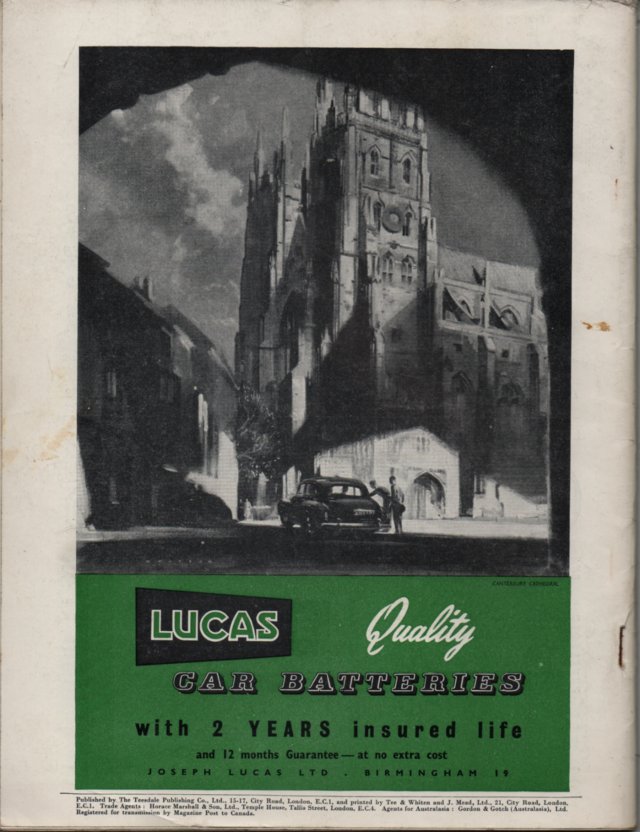 CANTERBURY CATHEDRAL
LUCAS Quality
CAR BATTERIES
with 2 YEARS insured life
and 12 months Guarantee — at no extra cost
JOSEPH LUCAS LTD . BIRMINGHAM 19
Published by The Teesdale Publishing Co., Ltd., 15-17, City Road, London, E.C.1, and printed by Tee & Whiten and J. Mead, Ltd., 21, City Road, London,
E.C.1. Trade Agents : Horace Marshall & Son, Ltd., Temple House, Tallis Street, London, E.C.4. Agents for Australasia : Gordon & Gotch (Australasia), Ltd.
Registered for transmission by Magazine Post to Canada.